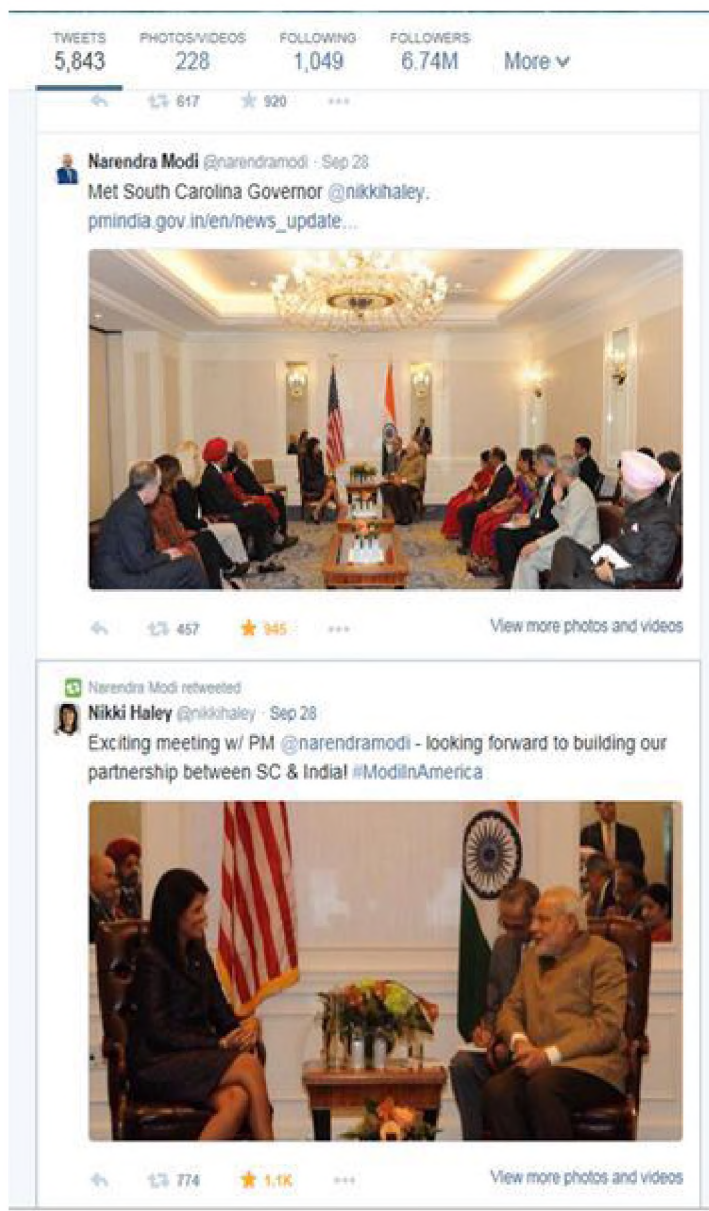 TWEETS PHOTOS/VIDEOS FOLLOWING FOLLOWERS
5,843 228 1,049 6.74M More
617 920
Narendra Modi @narendramodi · Sep 28
Met South Carolina Governor @nikkihaley.
pmindia.gov.in/en/news_update...
457 945 View more photos and videos
Narendra Modi retweeted
Nikki Haley @nikkihaley · Sep 28
Exciting meeting w/ PM @narendramodi - looking forward to building our
partnership between SC & India! #ModiInAmerica
774 1.1K View more photos and videos